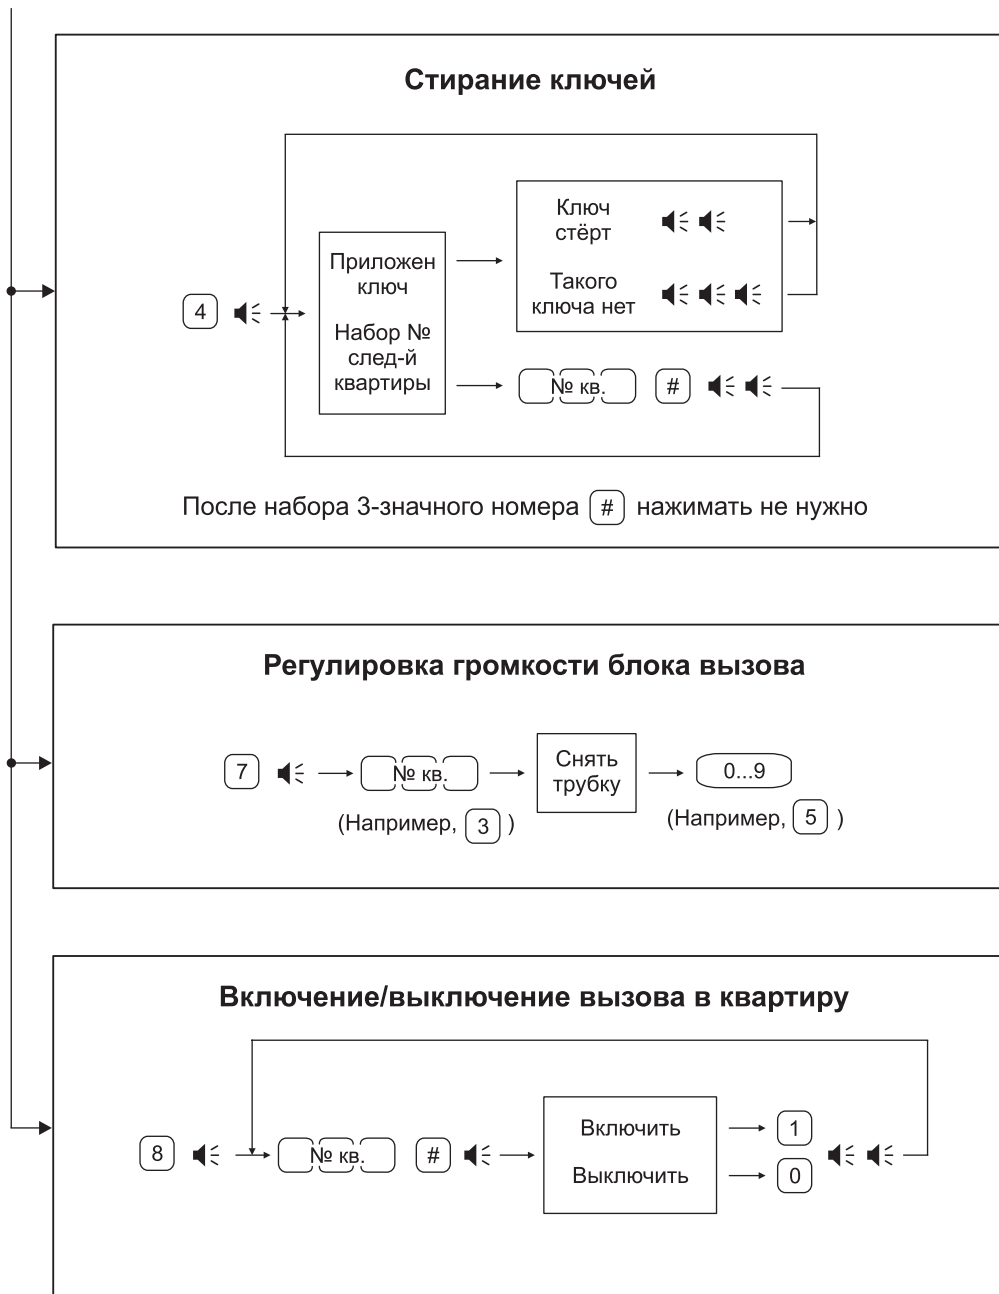 Стирание ключей
Ключ
стёрт
Приложен
ключ
Такого
ключа нет
4
Набор №
след-й
квартиры
№ кв.
#
После набора 3-значного номера # нажимать не нужно
Регулировка громкости блока вызова
7
№ кв.
Снять
трубку
0...9
(Например, 3 )
(Например, 5 )
Включение/выключение вызова в квартиру
8
№ кв.
#
Включить
1
Выключить
0